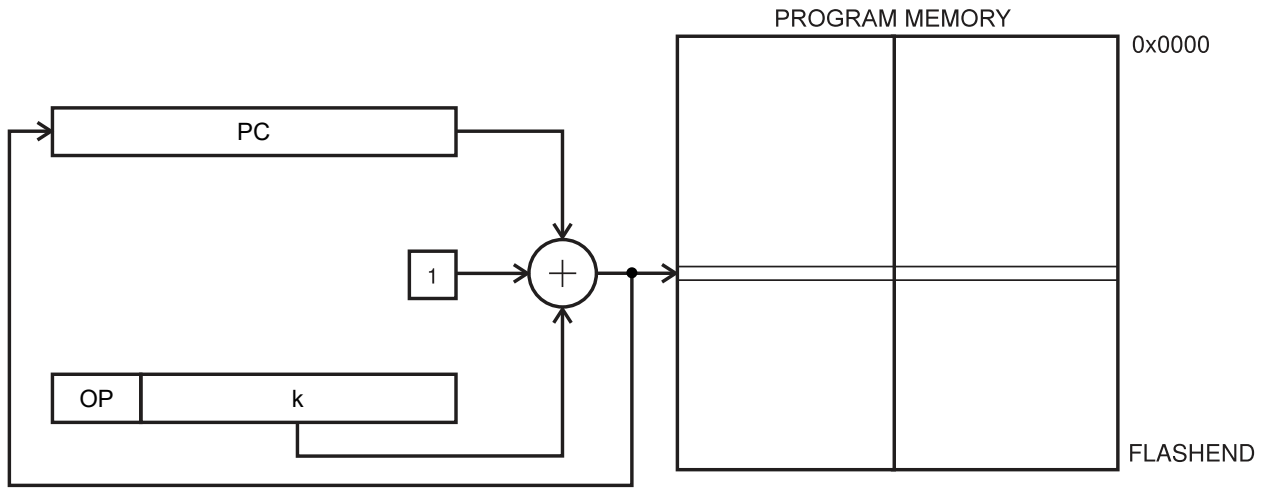 PROGRAM MEMORY
0x0000
PC
1
+
OP k
FLASHEND